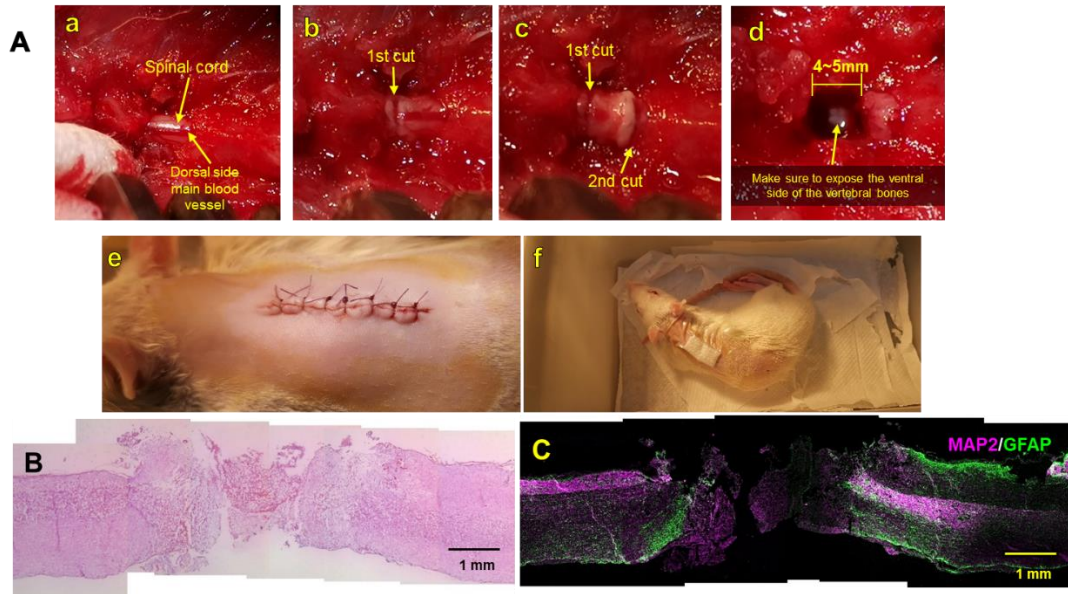 A
a
Spinal cord
Dorsal side
main blood
vessel
b
1st cut
c
1st cut
2nd cut
d
4~5mm
Make sure to expose the ventral
side of the vertebral bones
e
f
B
1 mm
C
MAP2/GFAP
1 mm